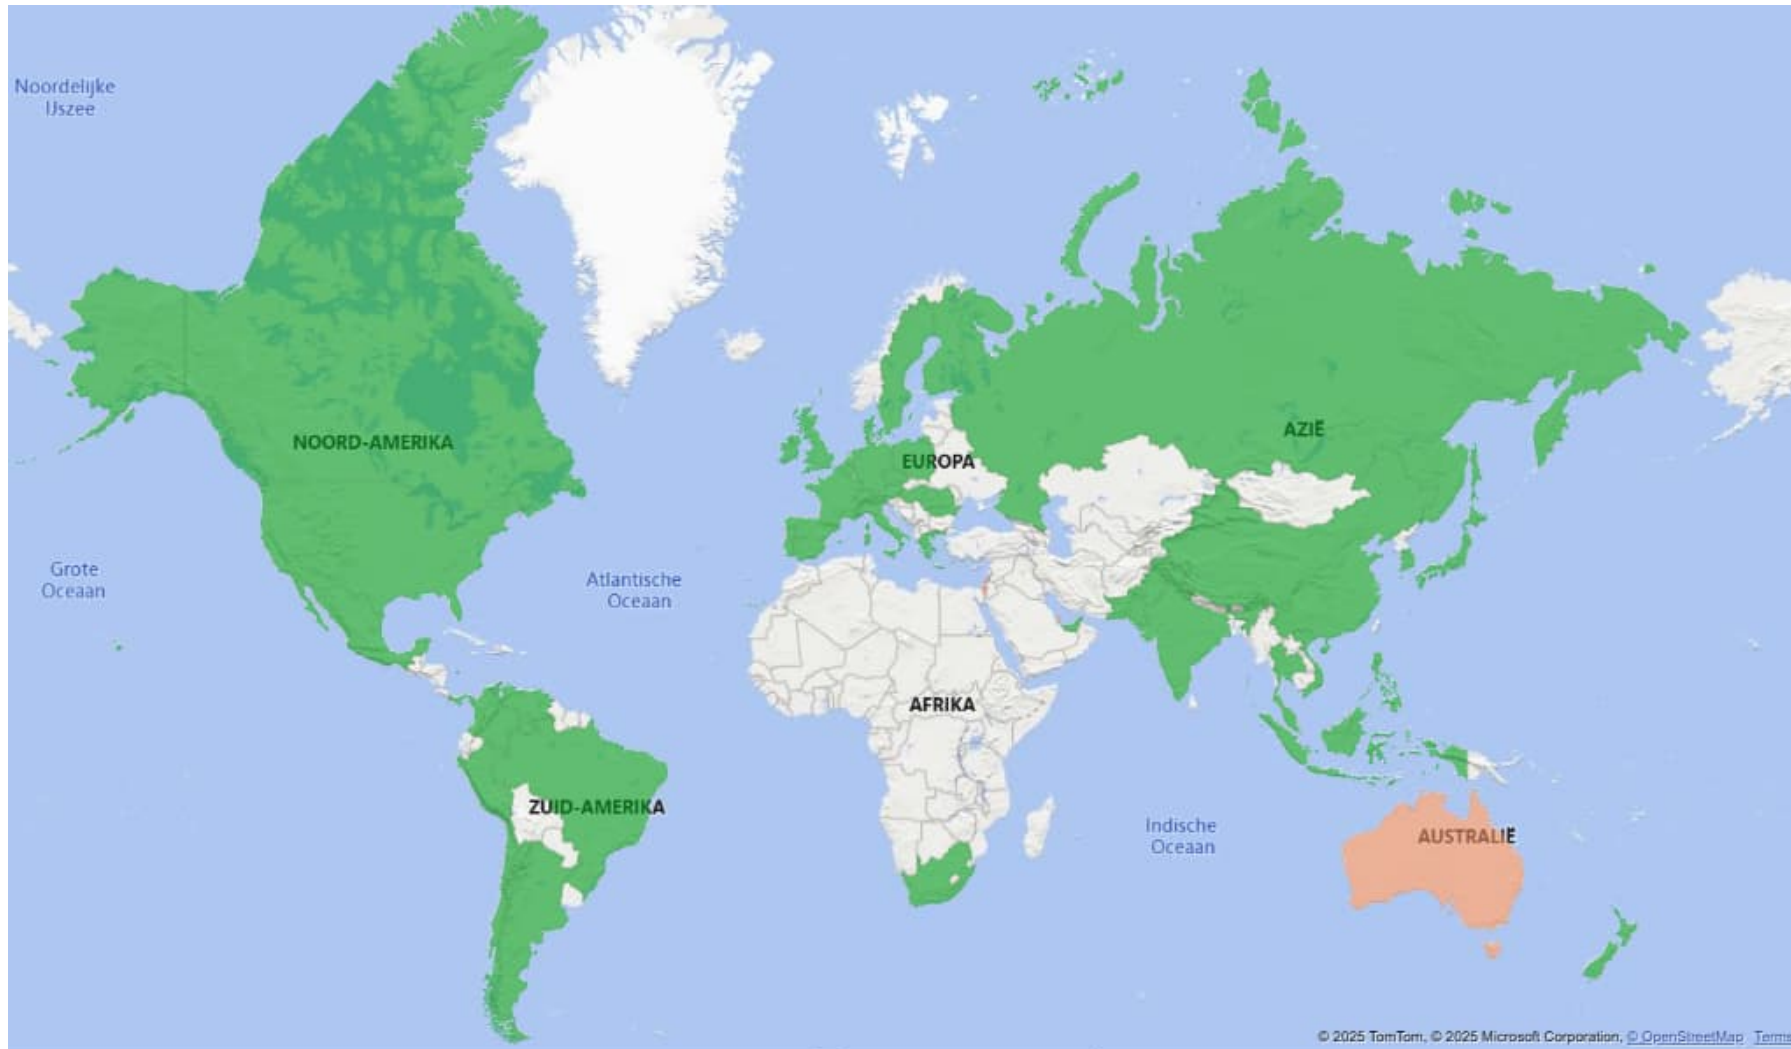 Noordelijke
IJszee
NOORD-AMERIKA
AZIË
EUROPA
Grote
Oceaan
Atlantische
Oceaan
AFRIKA
ZUID-AMERIKA
Indische
Oceaan
AUSTRALIË
© 2025 TomTom, © 2025 Microsoft Corporation, © OpenStreetMap Terms